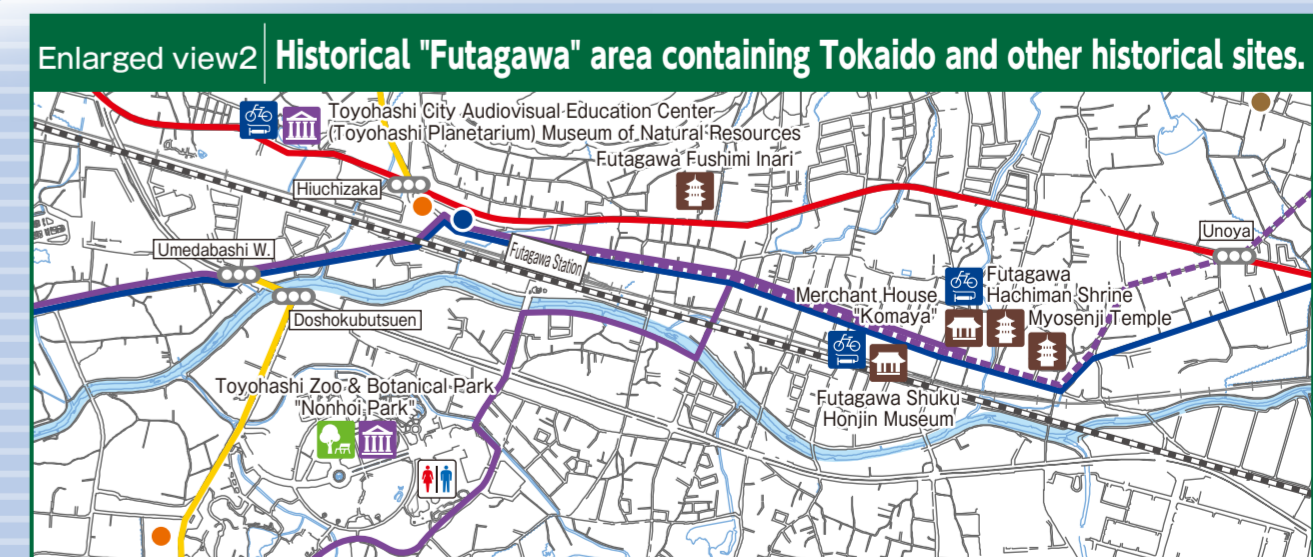 Enlarged view2 Historical "Futagawa" area containing Tokaido and other historical sites.
Toyohashi City Audiovisual Education Center
(Toyohashi Planetarium) Museum of Natural Resources
Futagawa Fushimi Inari
Hiuchizaka
Umedabashi W.
Futagawa Station
Unoya
Doshokubutsuen
Merchant House
"Komaya"
Futagawa
Hachiman Shrine
Myosenji Temple
Toyohashi Zoo & Botanical Park
"Nonhoi Park"
Futagawa Shuku
Honjin Museum